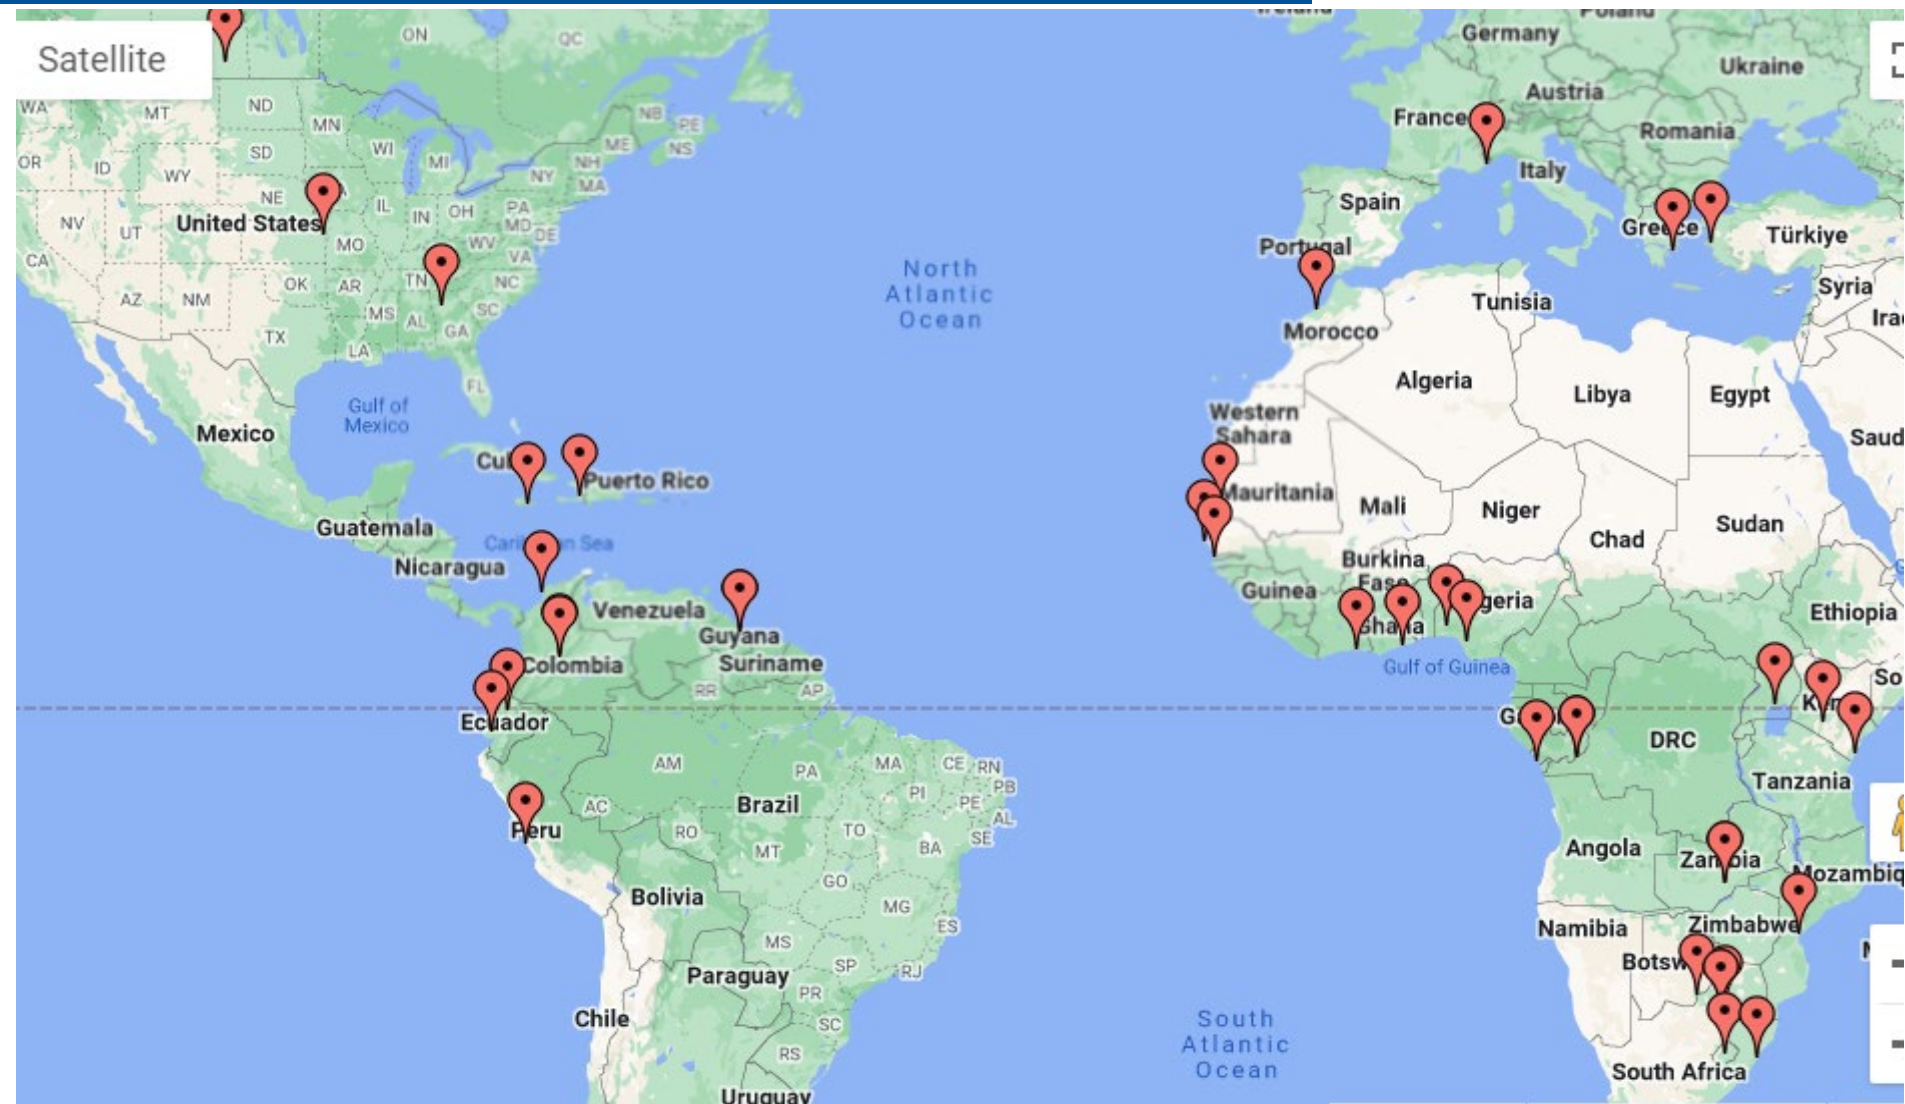 Satellite
ON
QC
Germany
Poland
Ukraine
WA
MT
ND
MN
NB
PE
Austria
OR
ID
SD
WI
MI
ME
NS
France
Romania
WY
NH
NY
MA
Italy
NE
IL
IN
OH
PA
Spain
NV
UT
United States
MO
WV
MD
DE
Portugal
Greece
Türkiye
CA
VA
North
Atlantic
Ocean
AZ
NM
OK
AR
TN
NC
Syria
MS
AL
GA
SC
Tunisia
TX
LA
Morocco
FL
Algeria
Libya
Egypt
Gulf of
Mexico
Western
Sahara
Mexico
Puerto Rico
Mauritania
Mali
Niger
Chad
Sudan
Guatemala
Nicaragua
Burkina
Guinea
Ghana
Ethiopia
Venezuela
Guyana
Colombia
Suriname
Gulf of Guinea
RR
AP
Ecuador
DRC
AM
PA
MA
CE
RN
PB
PI
PE
AL
SE
Tanzania
AC
Brazil
Peru
RO
TO
BA
MT
Angola
Zambia
GO
Bolivia
MG
ES
Namibia
Zimbabwe
MS
SP
RJ
Paraguay
PR
SC
Chile
RS
South
Atlantic
Ocean
South Africa
Uruguay